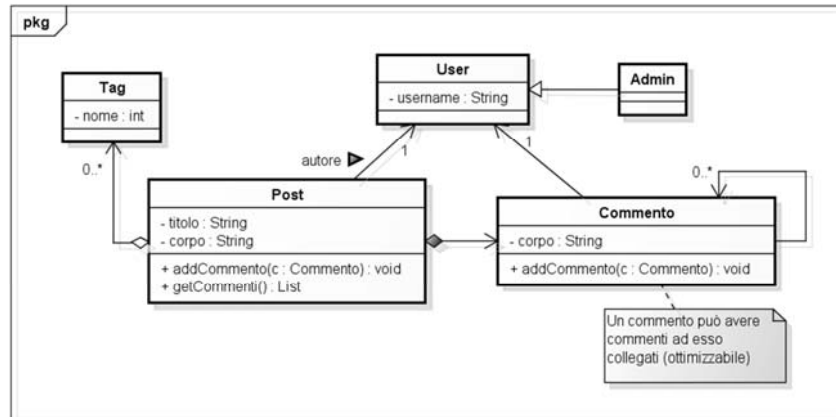 pkg
User
- username : String
Admin
Tag
- nome : int
0..*
autore
1
1
0..*
Post
- titolo : String
- corpo : String
+ addCommento(c : Commento) : void
+ getCommenti() : List
Commento
- corpo : String
+ addCommento(c : Commento) : void
Un commento può avere
commenti ad esso
collegati (ottimizzabile)